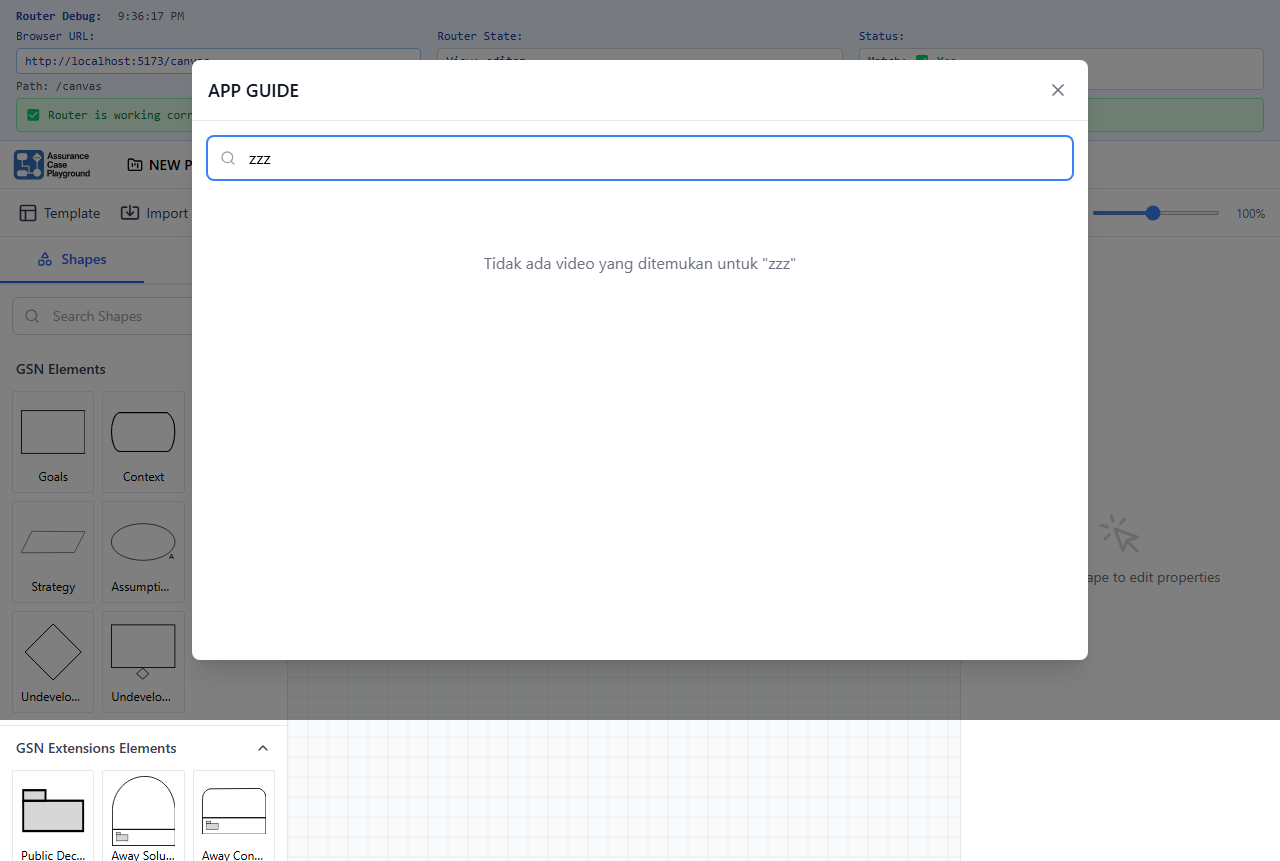 Router Debug: 9:36:17 PM
Browser URL:
Router State:
Status:
http://localhost:5173/canvas
Path: /canvas
Router is working
APP GUIDE
zzz
Tidak ada video yang ditemukan untuk "zzz"
Assurance
Case
Playground
NEW P
Template
Import
100%
Shapes
Search Shapes
GSN Elements
Goals
Context
Strategy
Assumpti...
A
Undevelo...
Undevelo...
ape to edit properties
GSN Extensions Elements
Public Dec...
Away Solu...
Away Con...